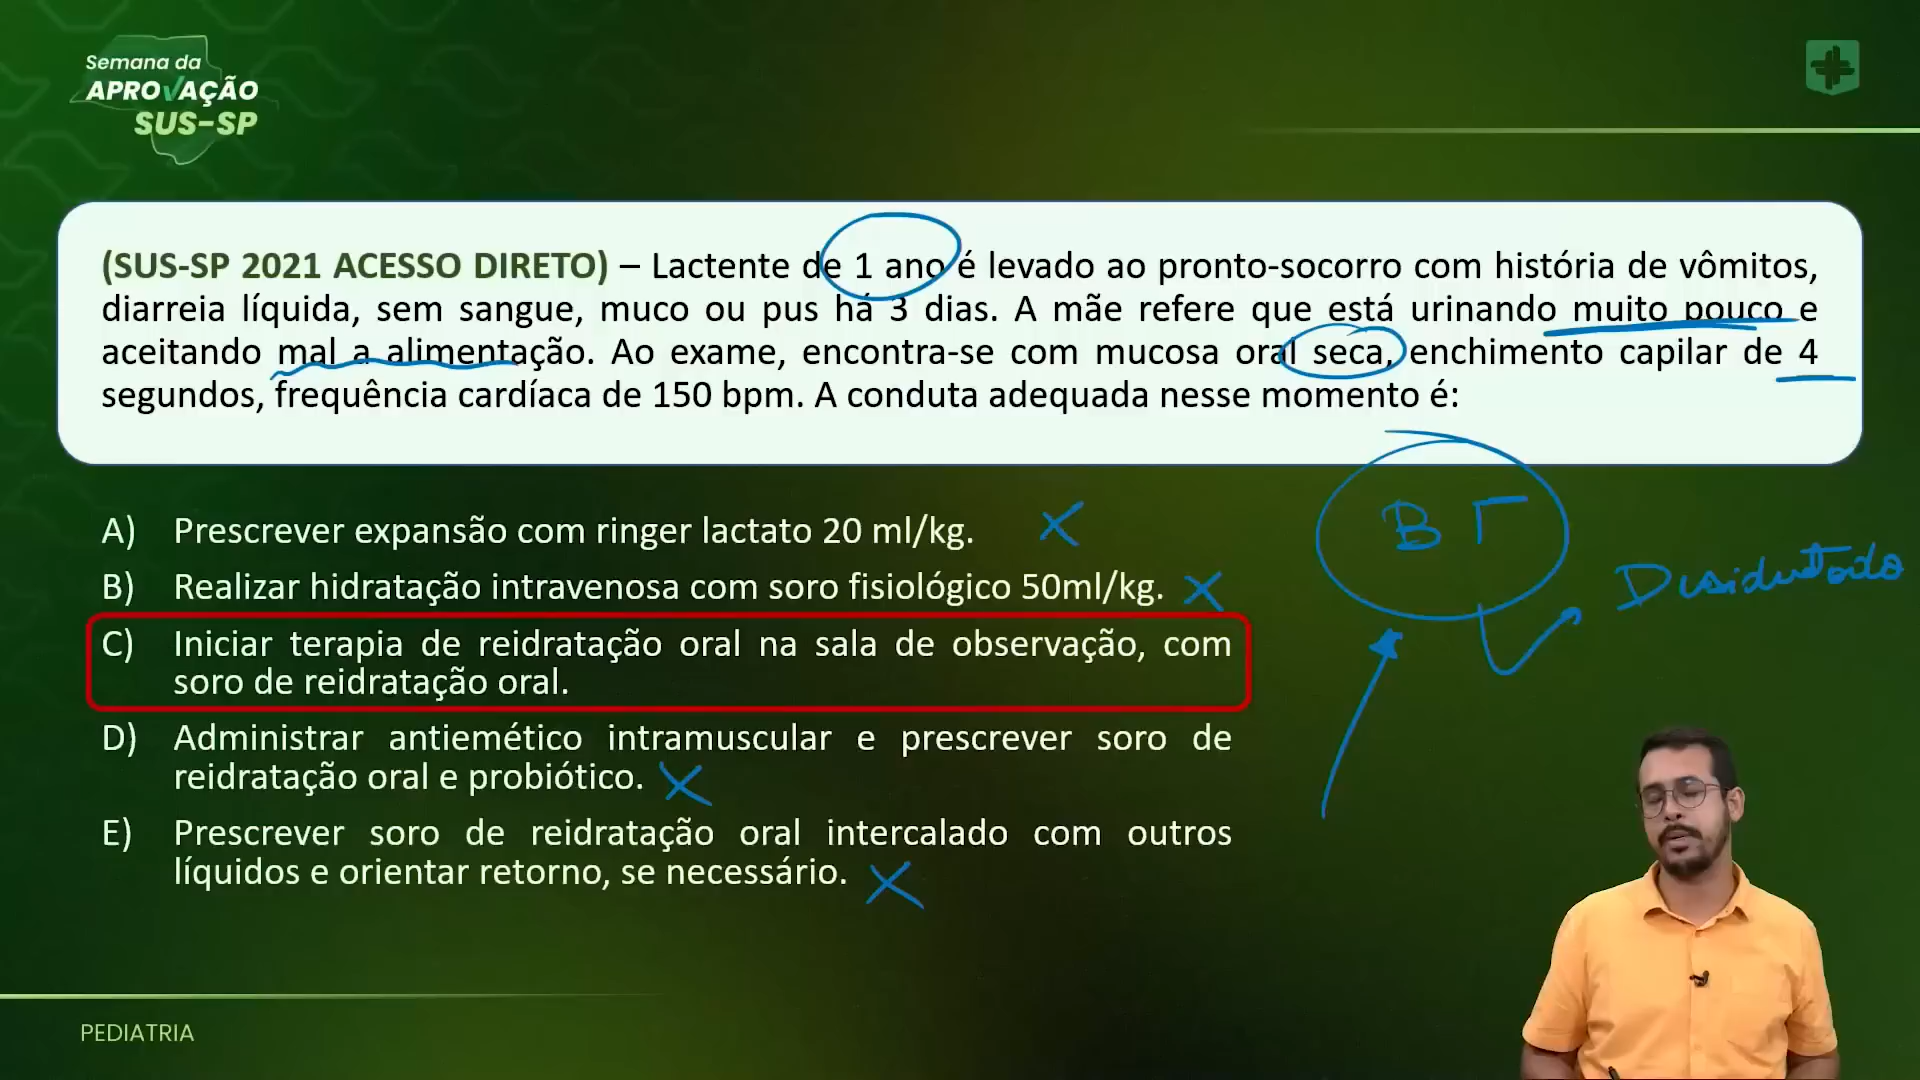 Semana da
APROVAÇÃO
SUS-SP
(SUS-SP 2021 ACESSO DIRETO) – Lactente de 1 ano é levado ao pronto-socorro com história de vômitos,
diarreia líquida, sem sangue, muco ou pus há 3 dias. A mãe refere que está urinando muito pouco e
aceitando mal a alimentação. Ao exame, encontra-se com mucosa oral seca, enchimento capilar de 4
segundos, frequência cardíaca de 150 bpm. A conduta adequada nesse momento é:
A) Prescrever expansão com ringer lactato 20 ml/kg.
B) Realizar hidratação intravenosa com soro fisiológico 50ml/kg.
C) Iniciar terapia de reidratação oral na sala de observação, com
soro de reidratação oral.
D) Administrar antiemético intramuscular e prescrever soro de
reidratação oral e probiótico.
E) Prescrever soro de reidratação oral intercalado com outros
líquidos e orientar retorno, se necessário.
B
PEDIATRIA